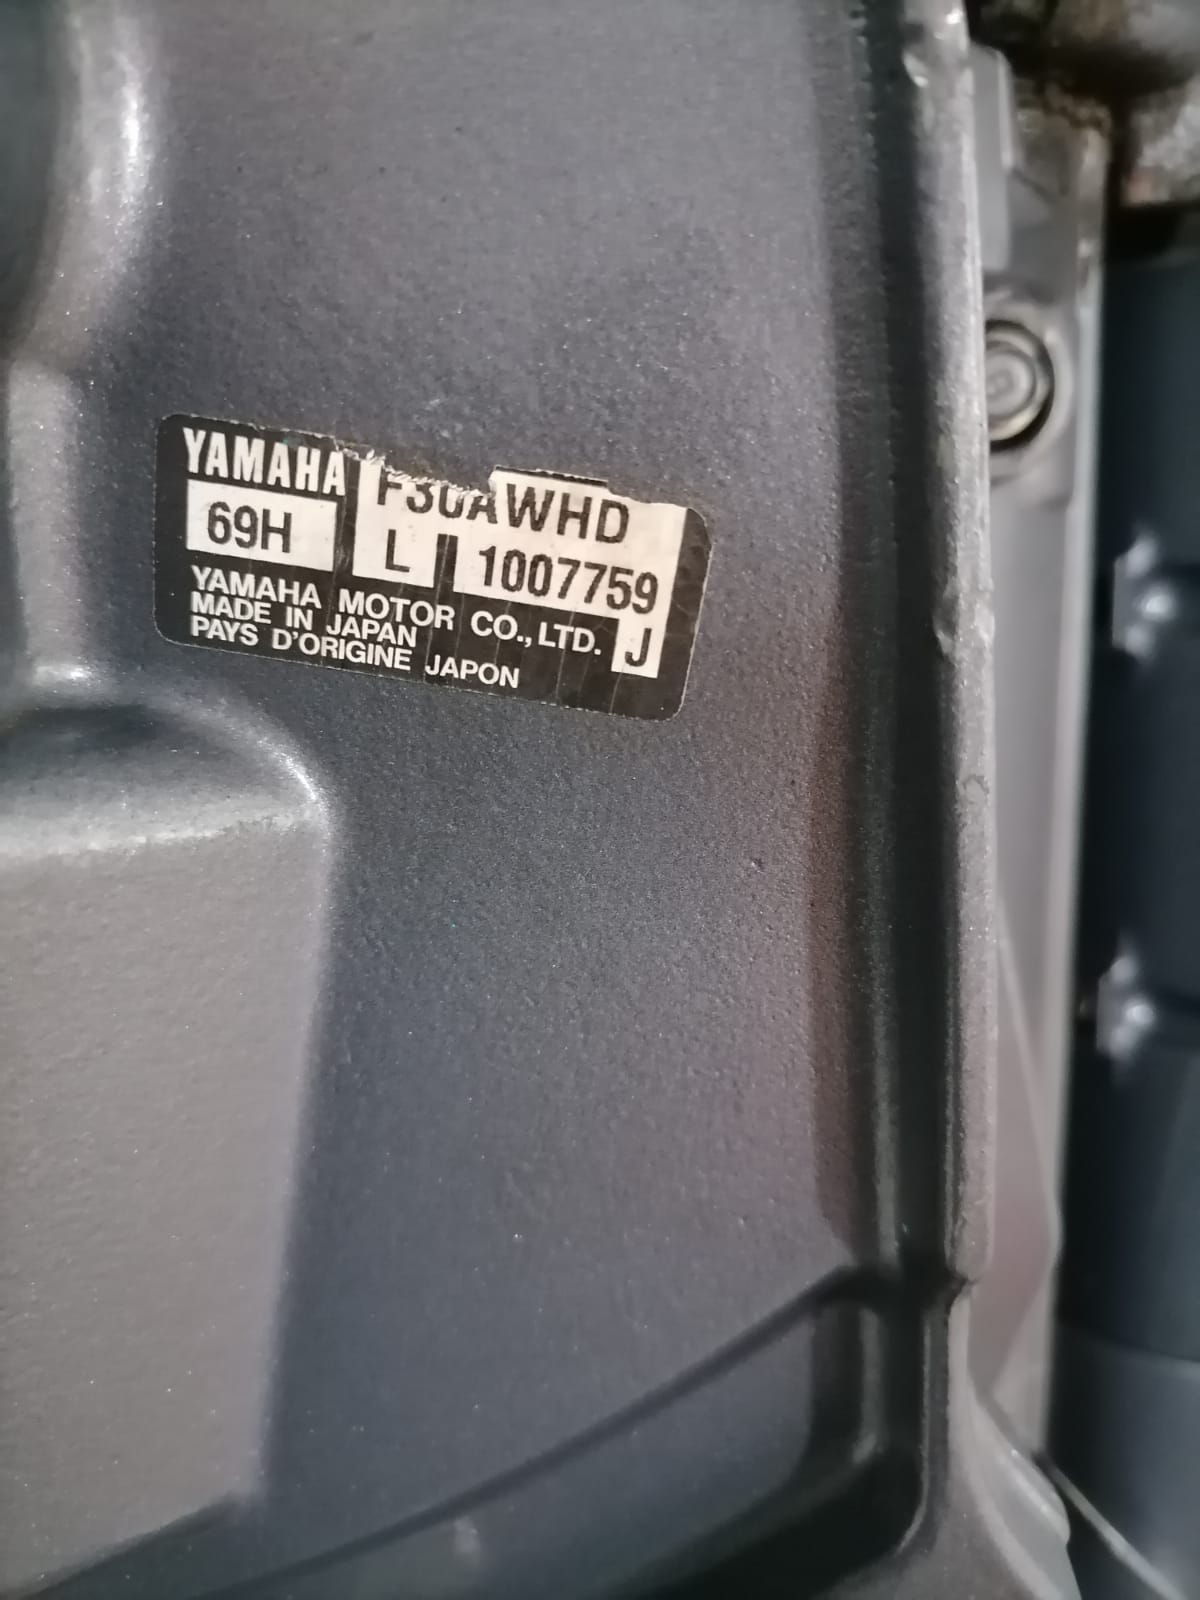 YAMAHA F30AWHD
69H L 1007759
YAMAHA MOTOR CO., LTD. J
MADE IN JAPAN
PAYS D'ORIGINE JAPON